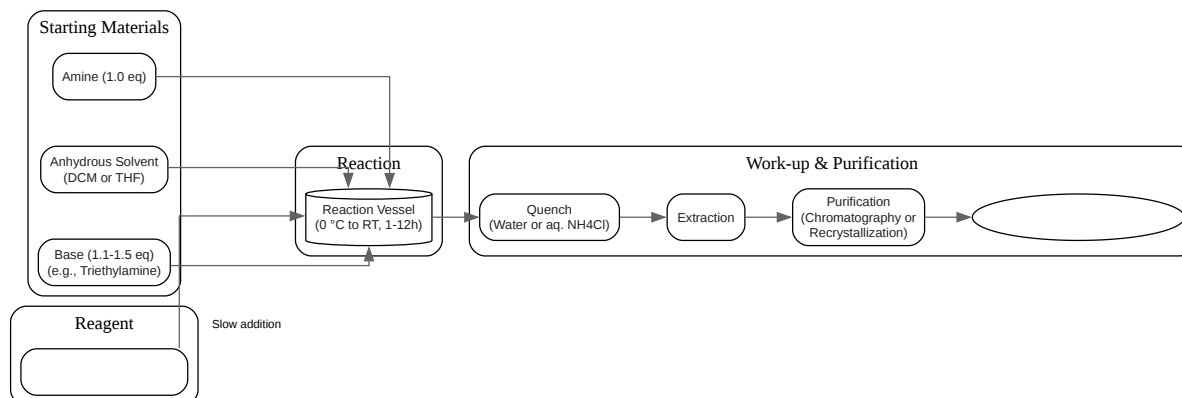 Starting Materials
Amine (1.0 eq)
Anhydrous Solvent
(DCM or THF)
Base (1.1-1.5 eq)
(e.g., Triethylamine)
Reagent
Slow addition
Reaction
Reaction Vessel
(0 °C to RT, 1-12h)
Work-up & Purification
Quench
(Water or aq. NH4Cl)
Extraction
Purification
(Chromatography or
Recrystallization)